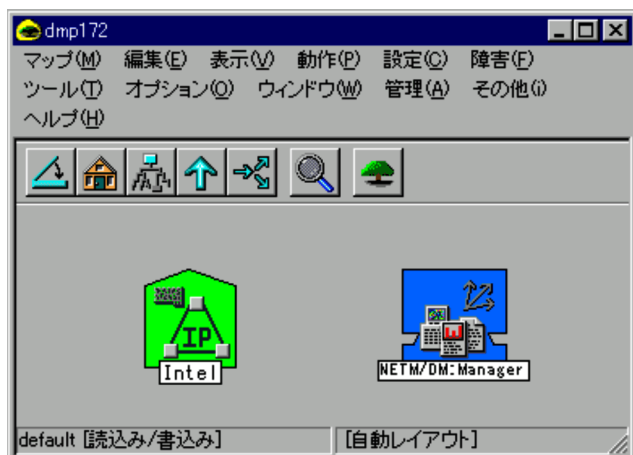 dmp172
マップ(M) 編集(E) 表示(V) 動作(P) 設定(C) 障害(F)
ツール(T) オプション(O) ウィンドウ(W) 管理(A) その他(i)
ヘルプ(H)
IP
Intel
NETM/DM:Manager
default [読込み/書込み] [自動レイアウト]